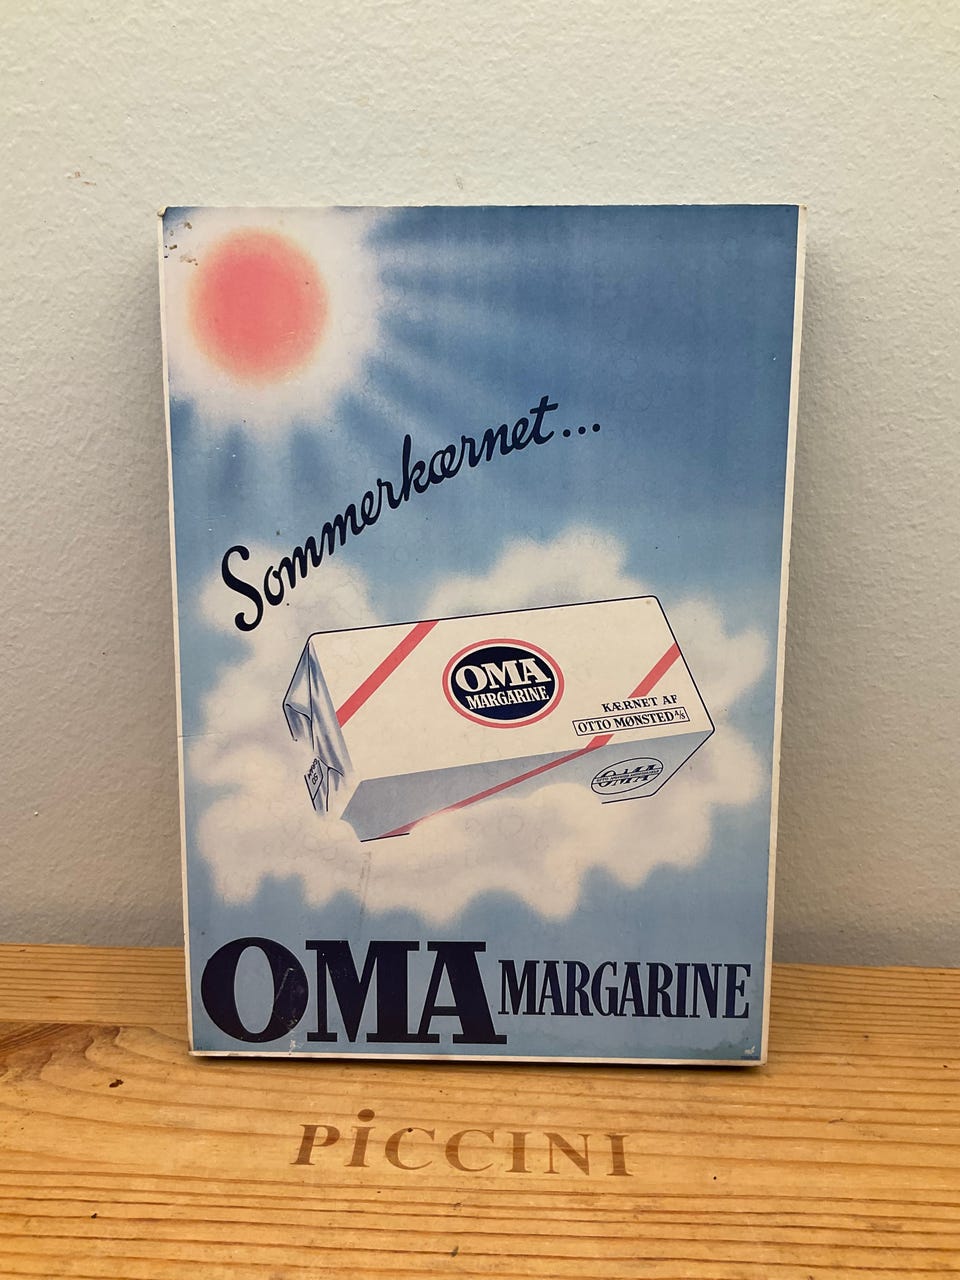 Sommerkærnet...
OMA
MARGARINE
KÆRNET AF
OTTO MØNSTED A/S
OMA
OMA MARGARINE
PiCCINI